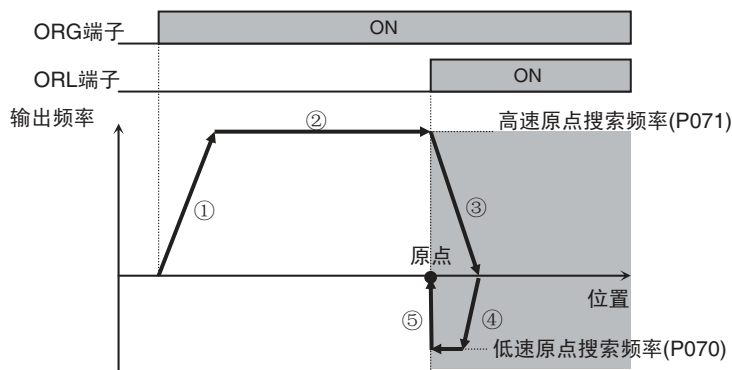 ORG端子
ON
ORL端子
ON
输出频率
②
高速原点搜索频率(P071)
①
③
原点
位置
⑤
④
低速原点搜索频率(P070)